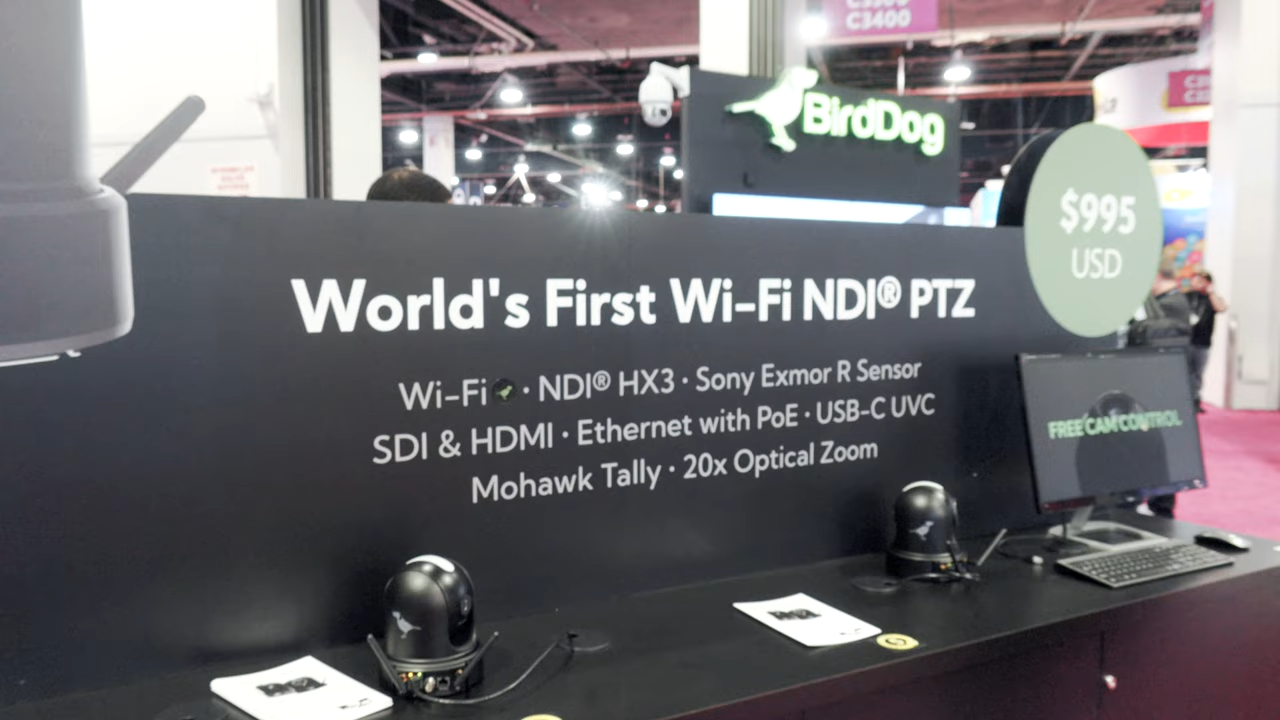 C3400
BirdDog
$995
USD
World's First Wi-Fi NDI® PTZ
Wi-Fi · NDI® HX3 · Sony Exmor R Sensor
SDI & HDMI · Ethernet with PoE · USB-C UVC
Mohawk Tally · 20x Optical Zoom
FREE CAM CONTROL